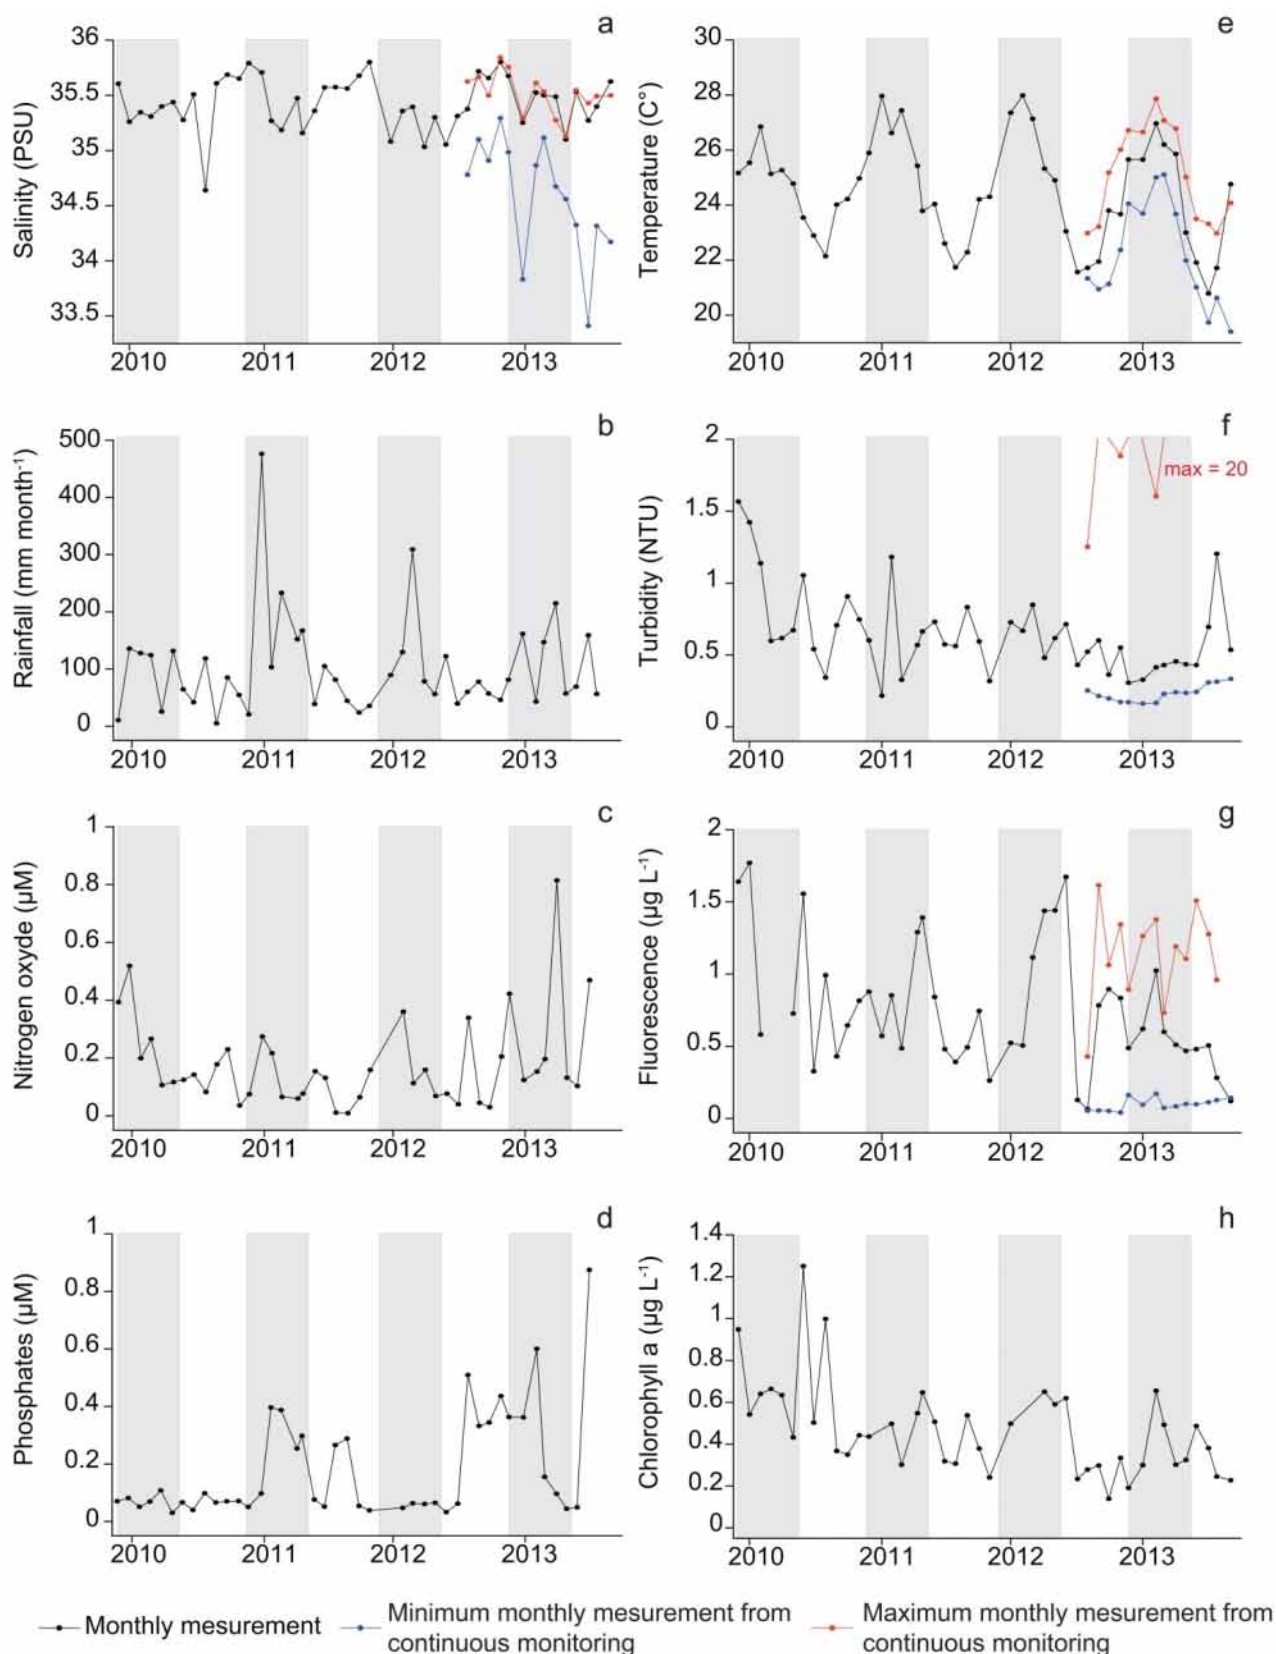 a
Salinity (PSU)
36
35.5
35
34.5
34
33.5
2010 2011 2012 2013
e
Temperature (C°)
30
28
26
24
22
20
2010 2011 2012 2013
b
Rainfall (mm month-1)
500
400
300
200
100
0
2010 2011 2012 2013
f
Turbidity (NTU)
2
1.5
1
0.5
0
max = 20
2010 2011 2012 2013
c
Nitrogen oxyde (µM)
1
0.8
0.6
0.4
0.2
0
2010 2011 2012 2013
g
Fluorescence (µg L-1)
2
1.5
1
0.5
0
2010 2011 2012 2013
d
Phosphates (µM)
1
0.8
0.6
0.4
0.2
0
2010 2011 2012 2013
h
Chlorophyll a (µg L-1)
1.4
1.2
1
0.8
0.6
0.4
0.2
0
2010 2011 2012 2013
Monthly mesurement
Minimum monthly mesurement from
continuous monitoring
Maximum monthly mesurement from
continuous monitoring